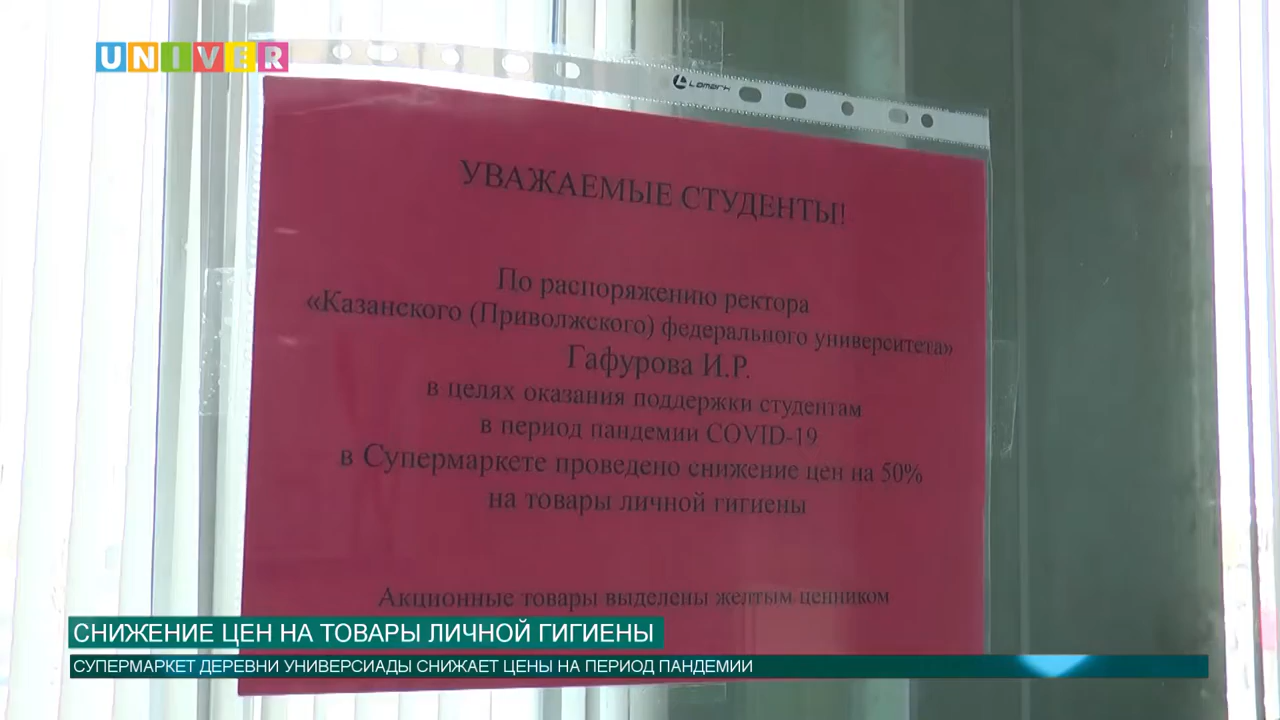 UNIVER
Lamark
УВАЖАЕМЫЕ СТУДЕНТЫ!
По распоряжению ректора
«Казанского (Приволжского) федерального университета»
Гафурова И.Р.
в целях оказания поддержки студентам
в период пандемии COVID-19
в Супермаркете проведено снижение цен на 50%
на товары личной гигиены
Акционные товары выделены желтым ценником
СНИЖЕНИЕ ЦЕН НА ТОВАРЫ ЛИЧНОЙ ГИГИЕНЫ
СУПЕРМАРКЕТ ДЕРЕВНИ УНИВЕРСИАДЫ СНИЖАЕТ ЦЕНЫ НА ПЕРИОД ПАНДЕМИИ